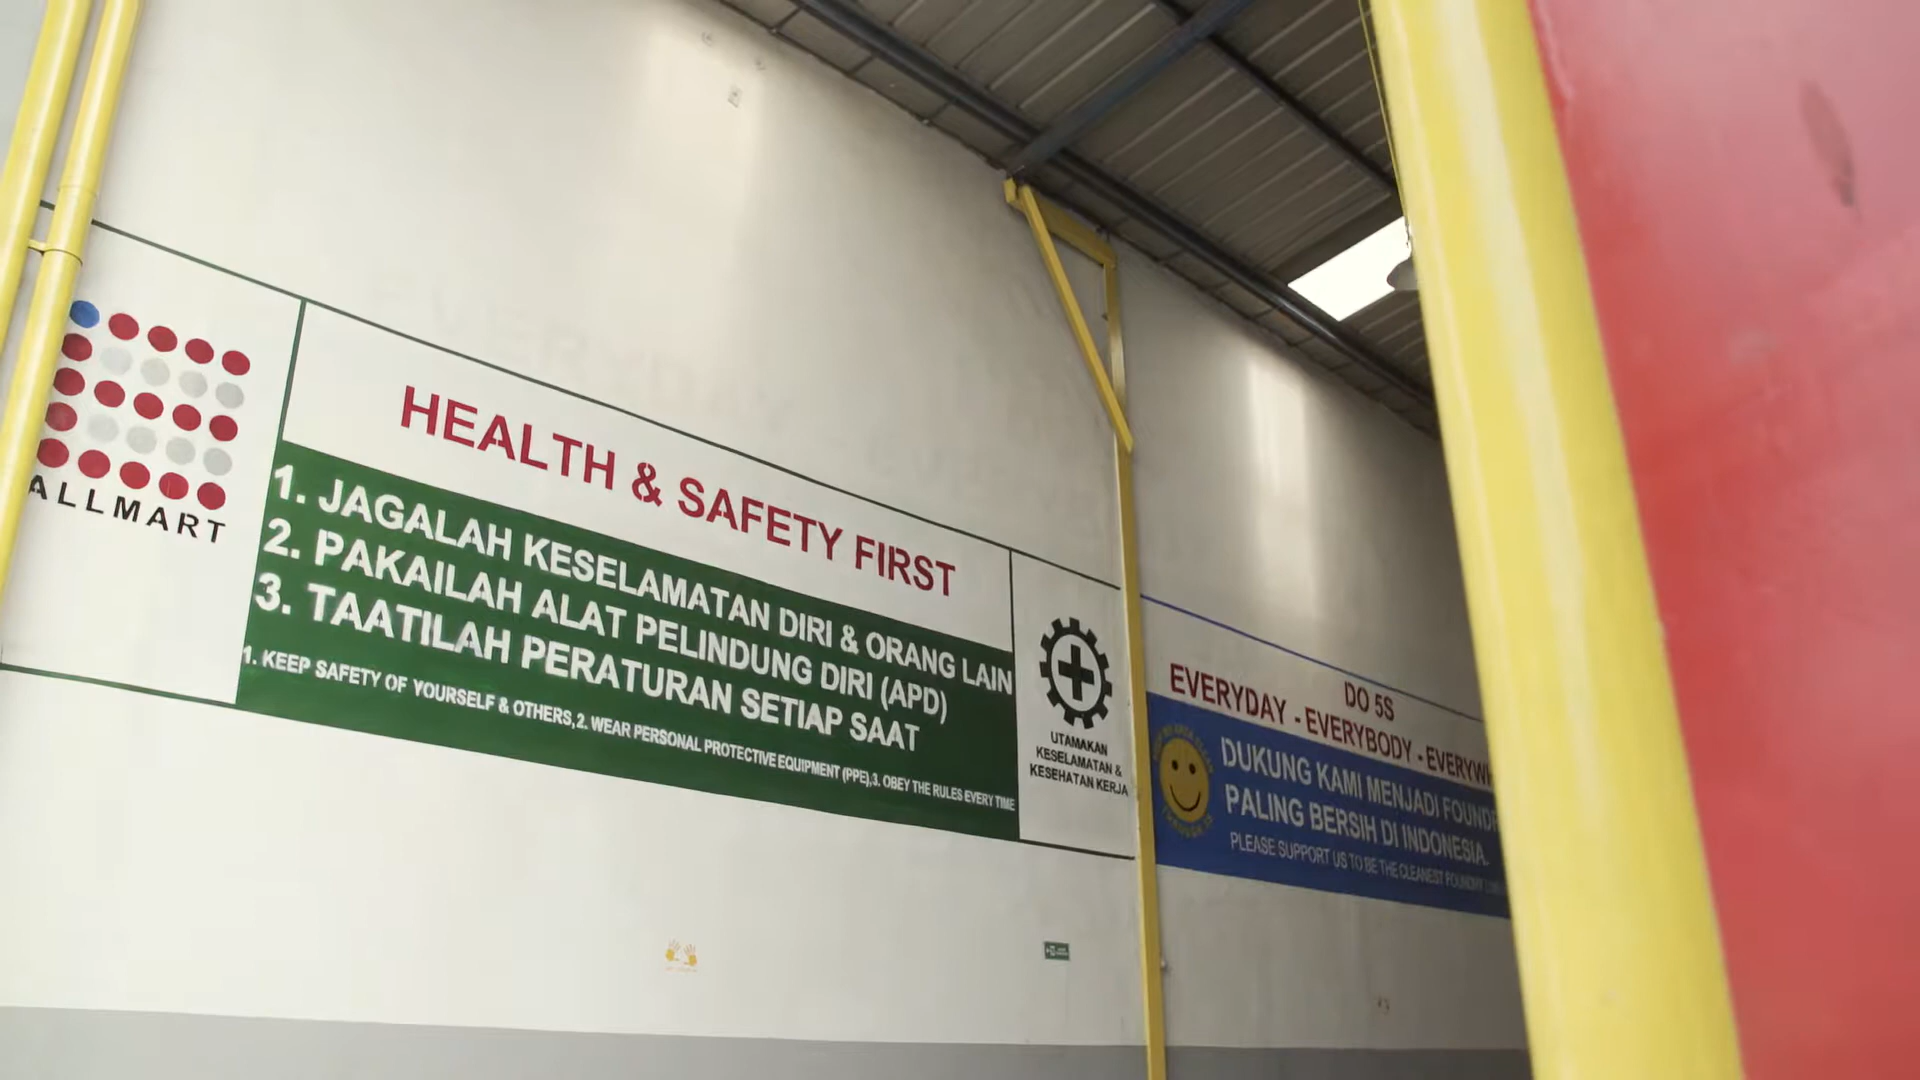 ALLMART
HEALTH & SAFETY FIRST
1. JAGALAH KESELAMATAN DIRI & ORANG LAIN
2. PAKAILAH ALAT PELINDUNG DIRI (APD)
3. TAATILAH PERATURAN SETIAP SAAT
1. KEEP SAFETY OF YOURSELF & OTHERS, 2. WEAR PERSONAL PROTECTIVE EQUIPMENT (PPE), 3. OBEY THE RULES EVERY TIME
UTAMAKAN
KESELAMATAN &
KESEHATAN KERJA
DO 5S
EVERYDAY - EVERYBODY - EVERYWH
DUKUNG KAMI MENJADI FOUNDR
PALING BERSIH DI INDONESIA.
PLEASE SUPPORT US TO BE THE CLEANEST FOUNDRY